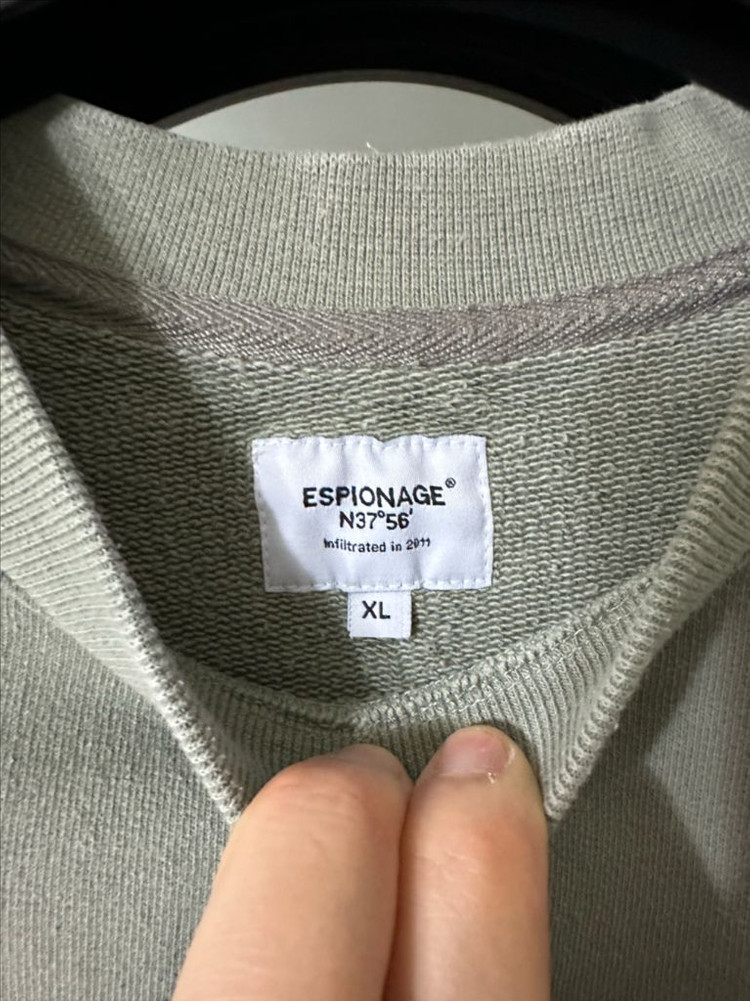 ESPIONAGE®
N37°56'
Infiltrated in 2011
XL